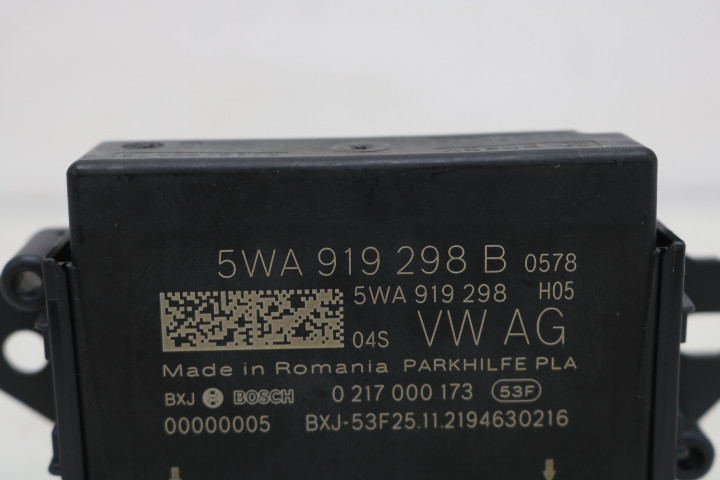 5WA 919 298 B 0578
5WA 919 298 H05
04S VW AG
Made in Romania PARKHILFE PLA
BXJ BOSCH 0 217 000 173 53F
00000005 BXJ-53F25.11.2194630216